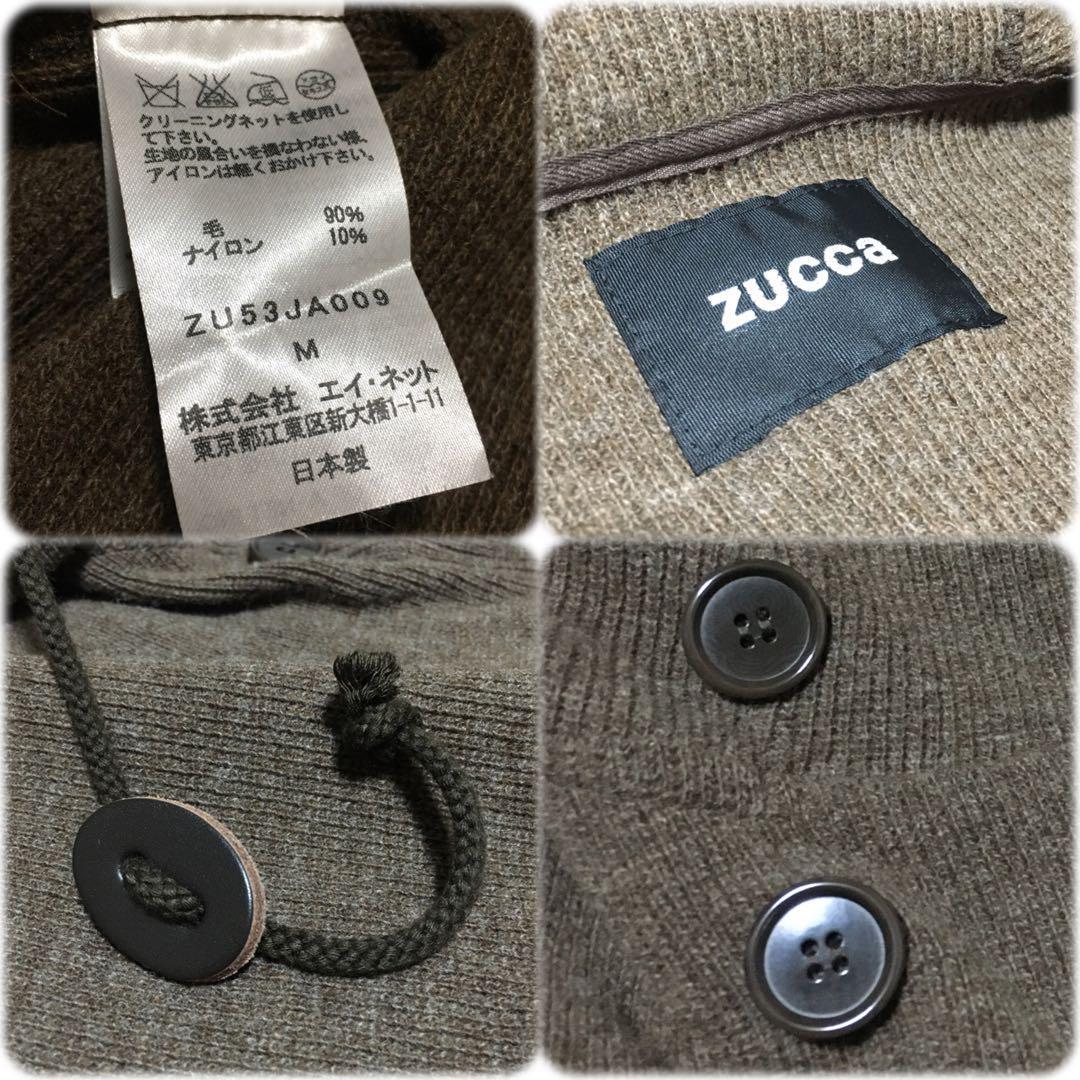 クリーニングネットを使用し
て下さい。
生地の風合いを損なわない様、
アイロンは軽くおかけ下さい。
毛 90%
ナイロン 10%
ZU53JA009
M
株式会社 エイ・ネット
東京都江東区新大橋1-1-11
日本製
zucca